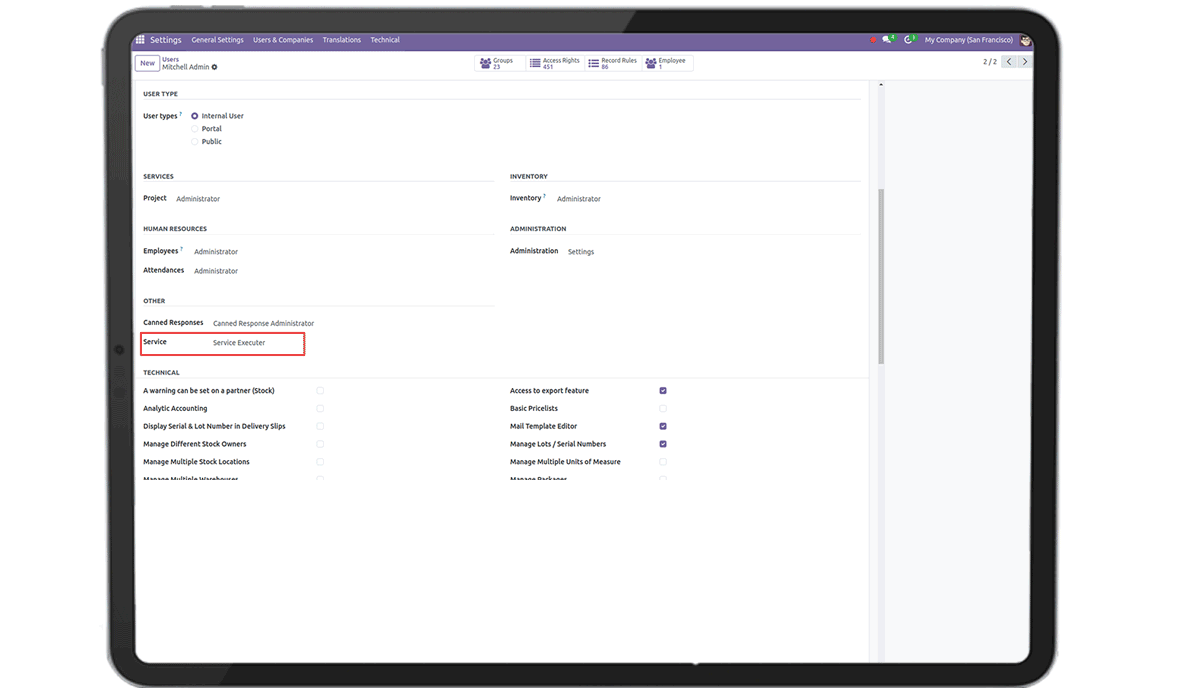 Settings General Settings Users & Companies Translations Technical 4 1 My Company (San Francisco)
New Users
Mitchell Admin
Groups 23 Access Rights 451 Record Rules 86 Employee 1 2 / 2
USER TYPE
User types ? Internal User
Portal
Public
SERVICES INVENTORY
Project Administrator Inventory ? Administrator
HUMAN RESOURCES ADMINISTRATION
Employees ? Administrator Administration Settings
Attendances Administrator
OTHER
Canned Responses Canned Response Administrator
Service Service Executer
TECHNICAL
A warning can be set on a partner (Stock) Access to export feature
Analytic Accounting Basic Pricelists
Display Serial & Lot Number in Delivery Slips Mail Template Editor
Manage Different Stock Owners Manage Lots / Serial Numbers
Manage Multiple Stock Locations Manage Multiple Units of Measure
Manage Multiple Warehouses Manage Packages